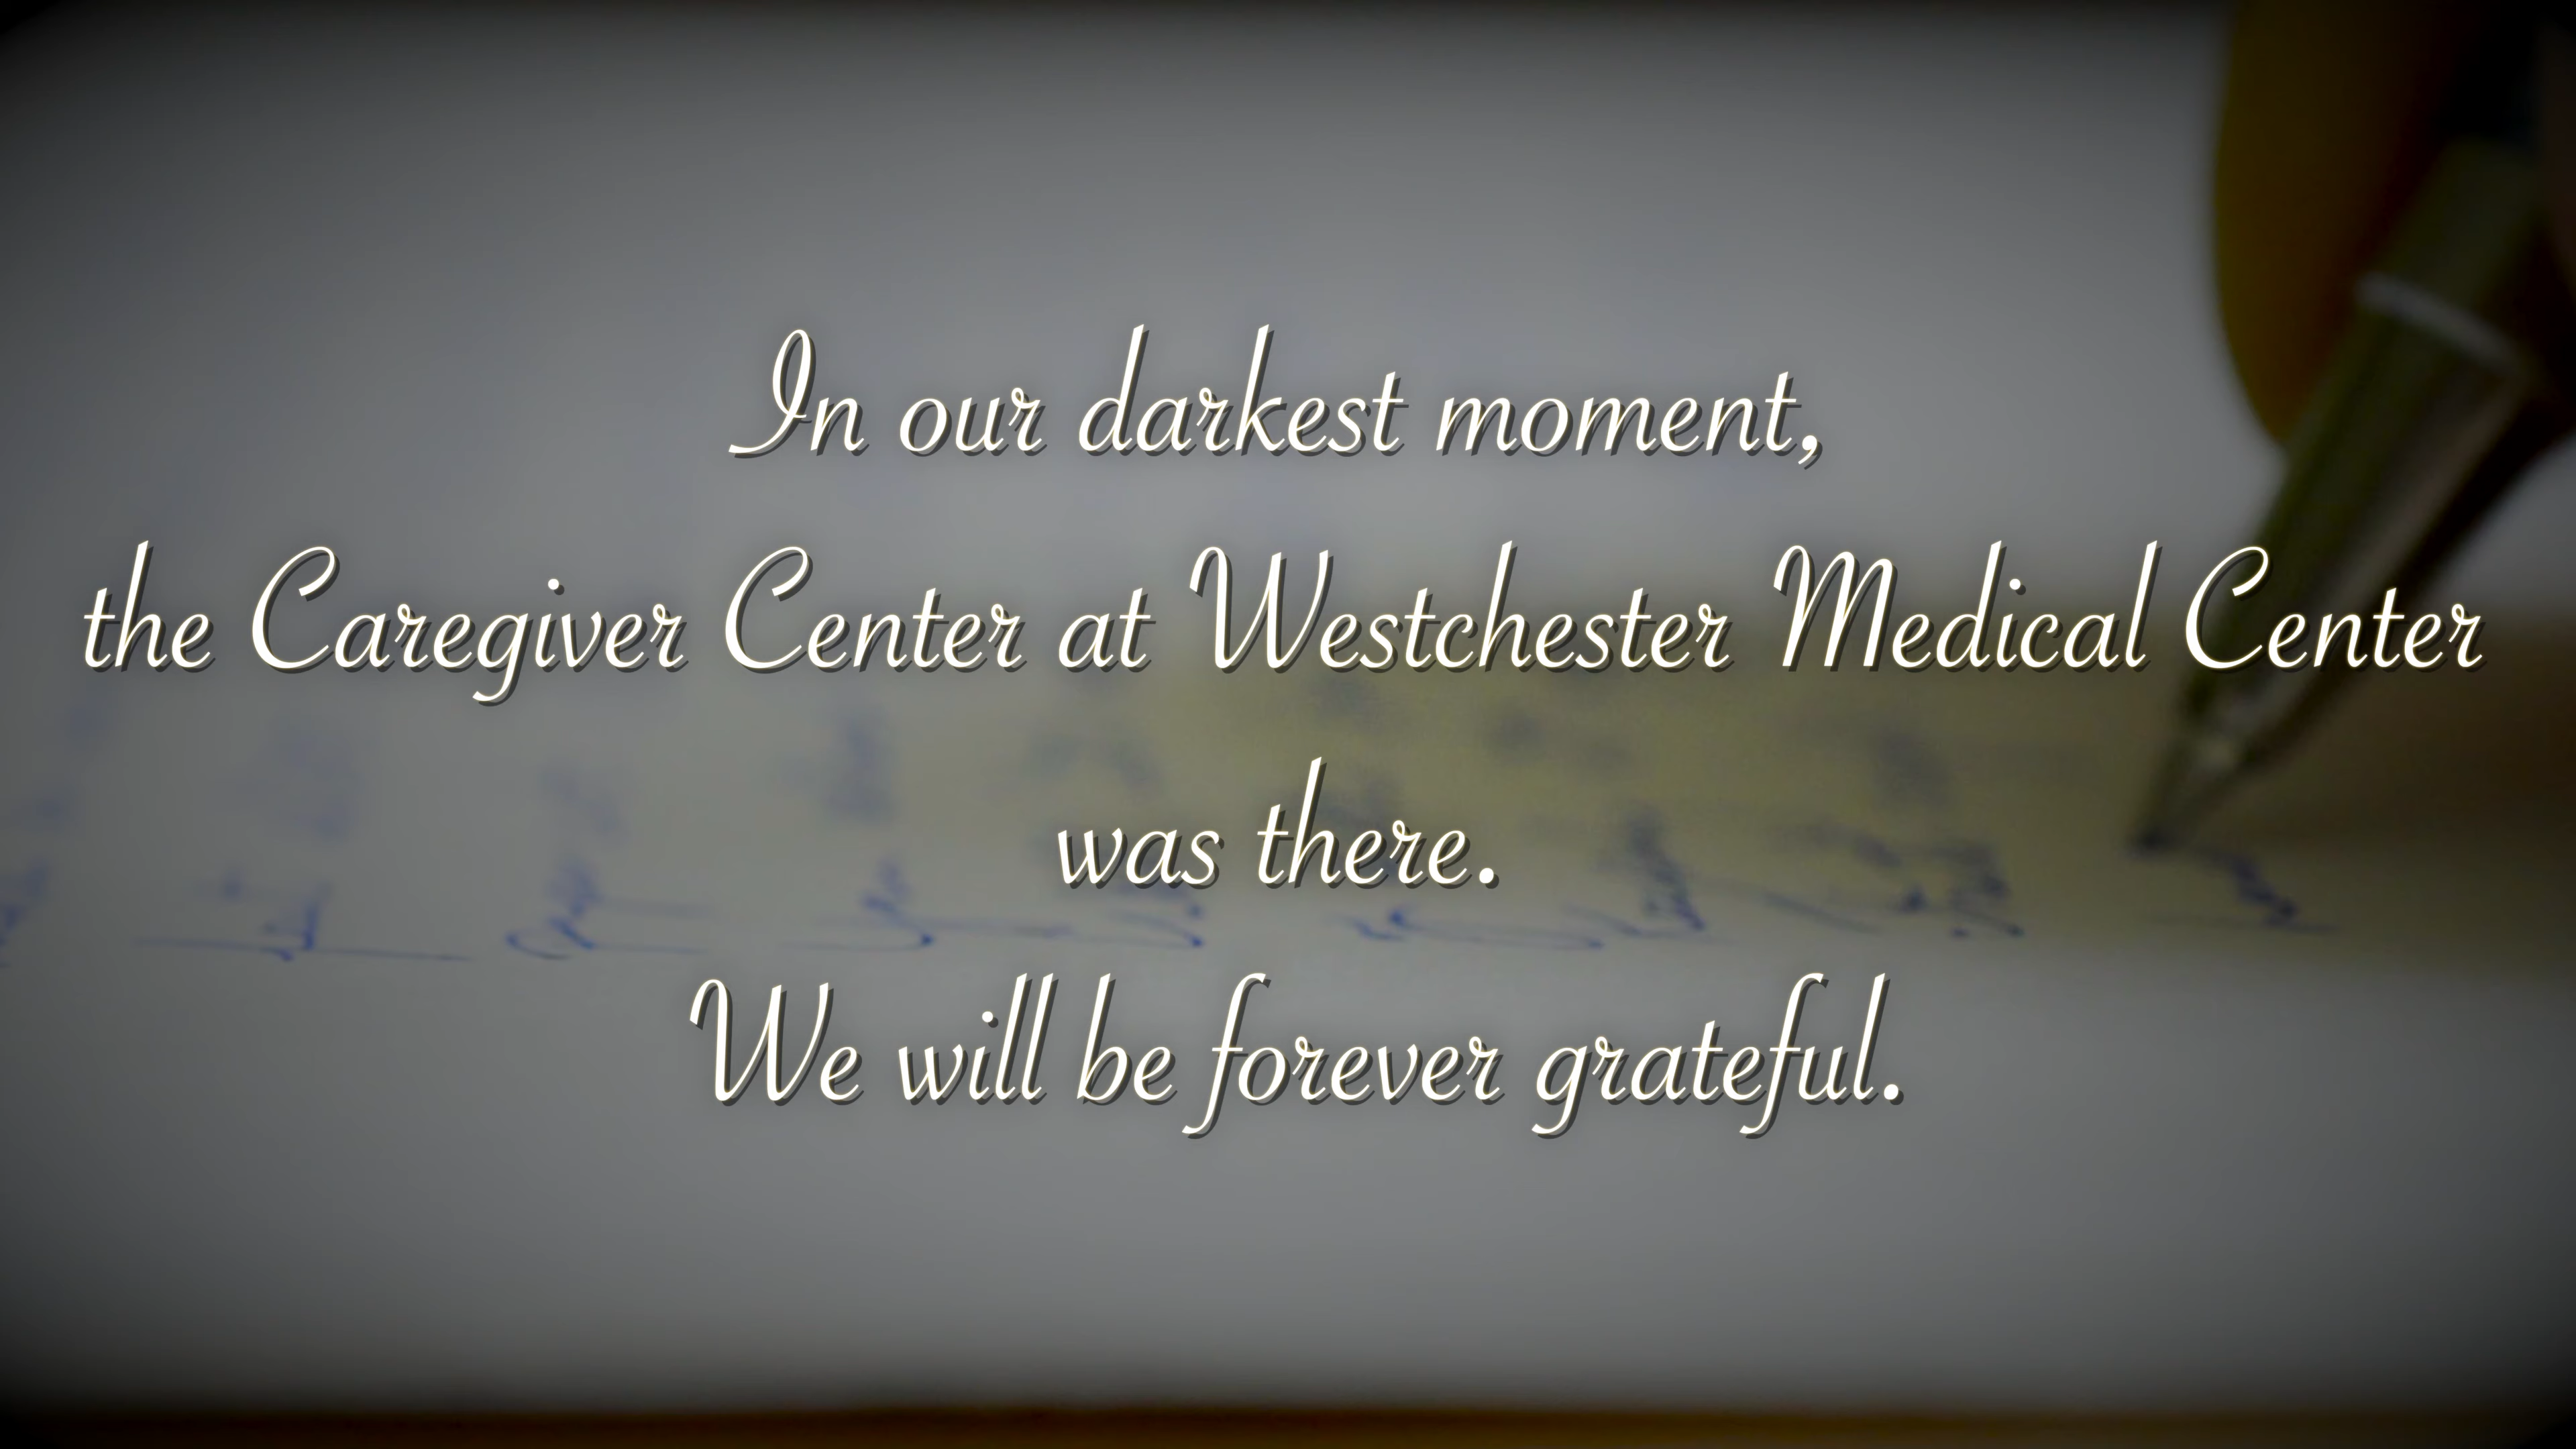 In our darkest moment,
the Caregiver Center at Westchester Medical Center
was there.
We will be forever grateful.